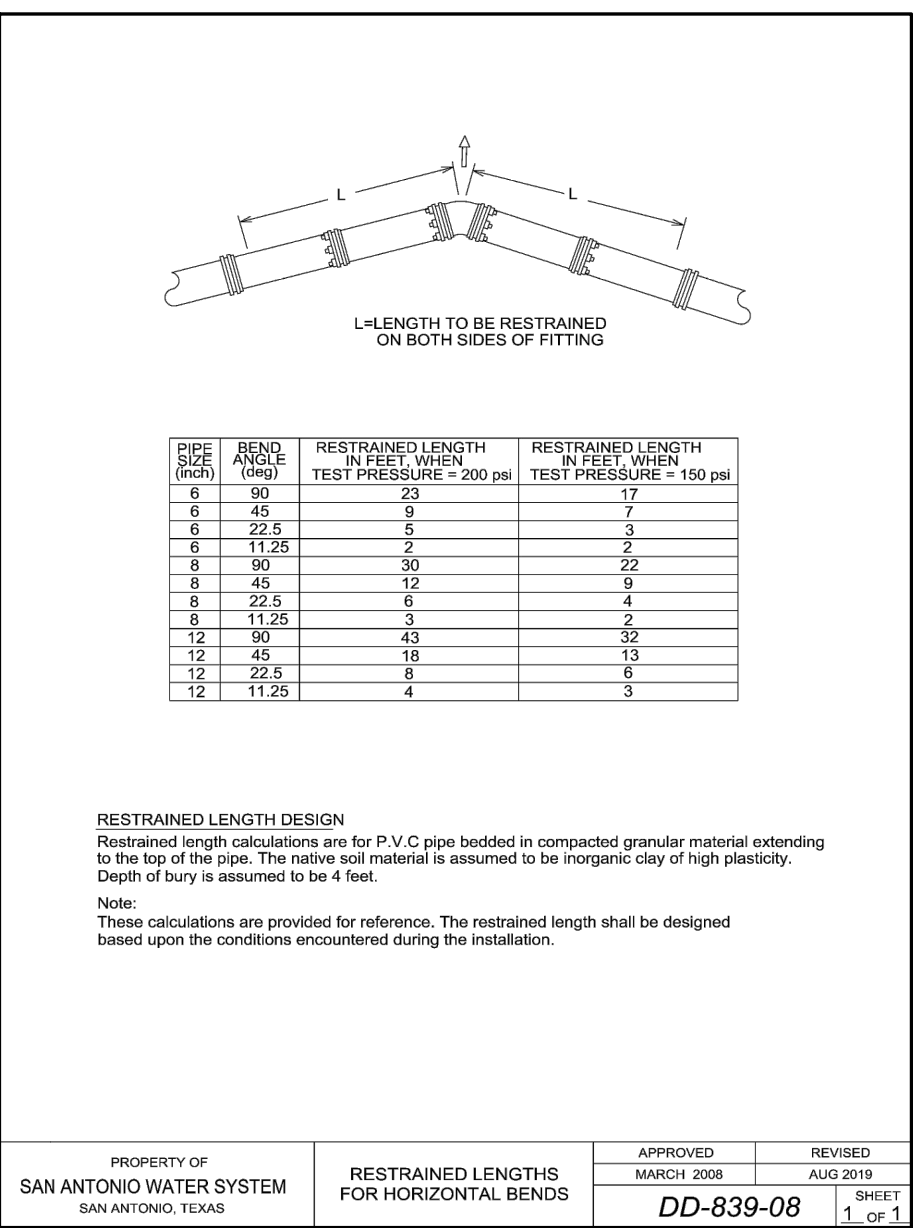 L
L
L=LENGTH TO BE RESTRAINED
ON BOTH SIDES OF FITTING
PIPE SIZE (inch) BEND ANGLE (deg) RESTRAINED LENGTH IN FEET, WHEN TEST PRESSURE = 200 psi RESTRAINED LENGTH IN FEET, WHEN TEST PRESSURE = 150 psi
6 90 23 17
6 45 9 7
6 22.5 5 3
6 11.25 2 2
8 90 30 22
8 45 12 9
8 22.5 6 4
8 11.25 3 2
12 90 43 32
12 45 18 13
12 22.5 8 6
12 11.25 4 3
RESTRAINED LENGTH DESIGN
Restrained length calculations are for P.V.C pipe bedded in compacted granular material extending
to the top of the pipe. The native soil material is assumed to be inorganic clay of high plasticity.
Depth of bury is assumed to be 4 feet.
Note:
These calculations are provided for reference. The restrained length shall be designed
based upon the conditions encountered during the installation.
PROPERTY OF
SAN ANTONIO WATER SYSTEM
SAN ANTONIO, TEXAS
RESTRAINED LENGTHS
FOR HORIZONTAL BENDS
APPROVED REVISED
MARCH 2008 AUG 2019
DD-839-08
SHEET
1 OF 1